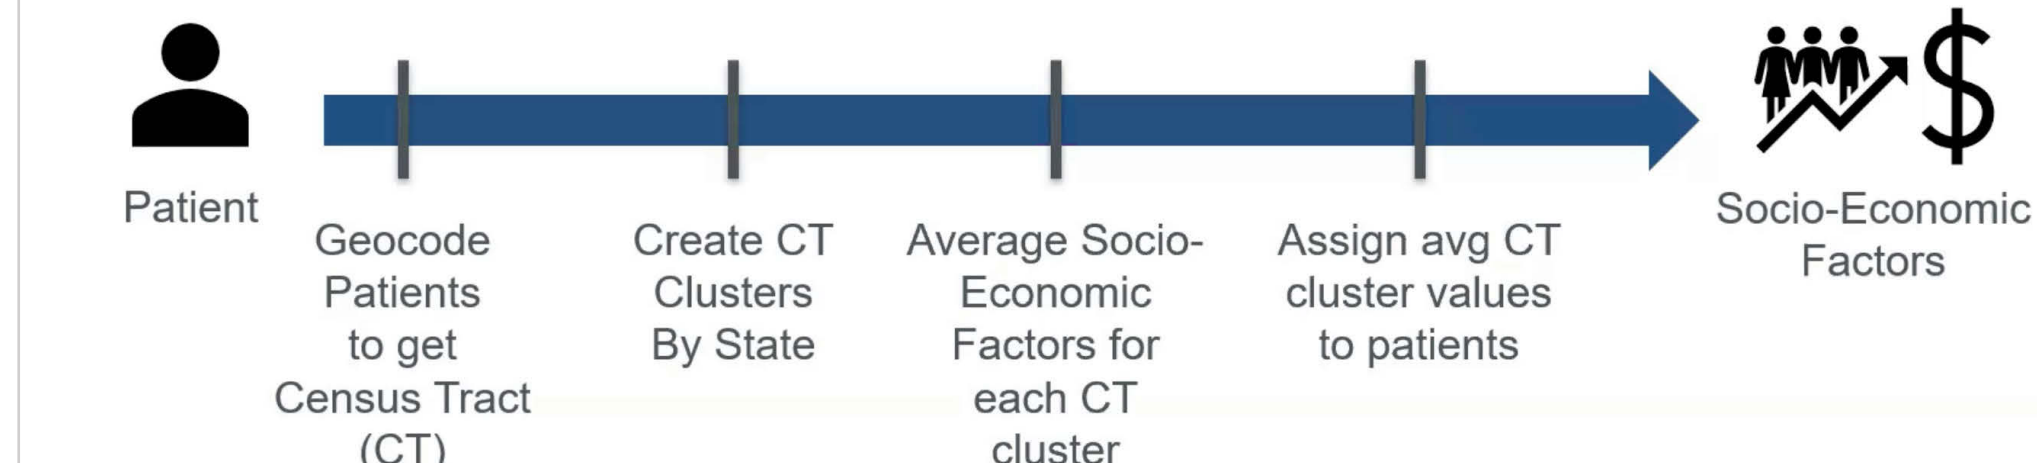 Patient
Geocode
Patients
to get
Census Tract
(CT)
Create CT
Clusters
By State
Average Socio-
Economic
Factors for
each CT
cluster
Assign avg CT
cluster values
to patients
Socio-Economic
Factors